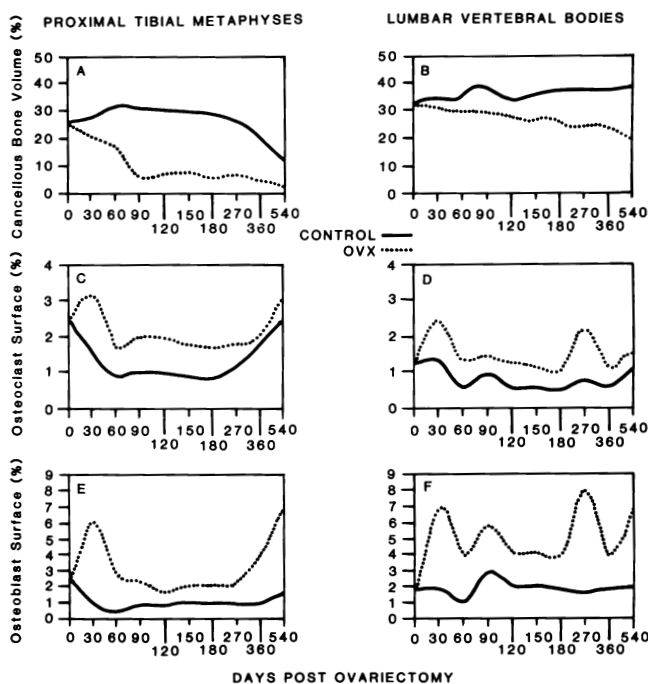 PROXIMAL TIBIAL METAPHYSES
LUMBAR VERTEBRAL BODIES
Cancellous Bone Volume (%)
50
40
30
20
10
0
A
0 30 60 90 150 270 540
120 180 360
50
40
30
20
10
0
B
0 30 60 90 150 270 540
120 180 360
CONTROL
OVX
Osteoclast Surface (%)
4
3
2
1
0
C
0 30 60 90 150 270 540
120 180 360
4
3
2
1
0
D
0 30 60 90 150 270 540
120 180 360
Osteoblast Surface (%)
9
8
7
6
5
4
3
2
1
0
E
0 30 60 90 150 270 540
120 180 360
9
8
7
6
5
4
3
2
1
0
F
0 30 60 90 150 270 540
120 180 360
DAYS POST OVARIECTOMY